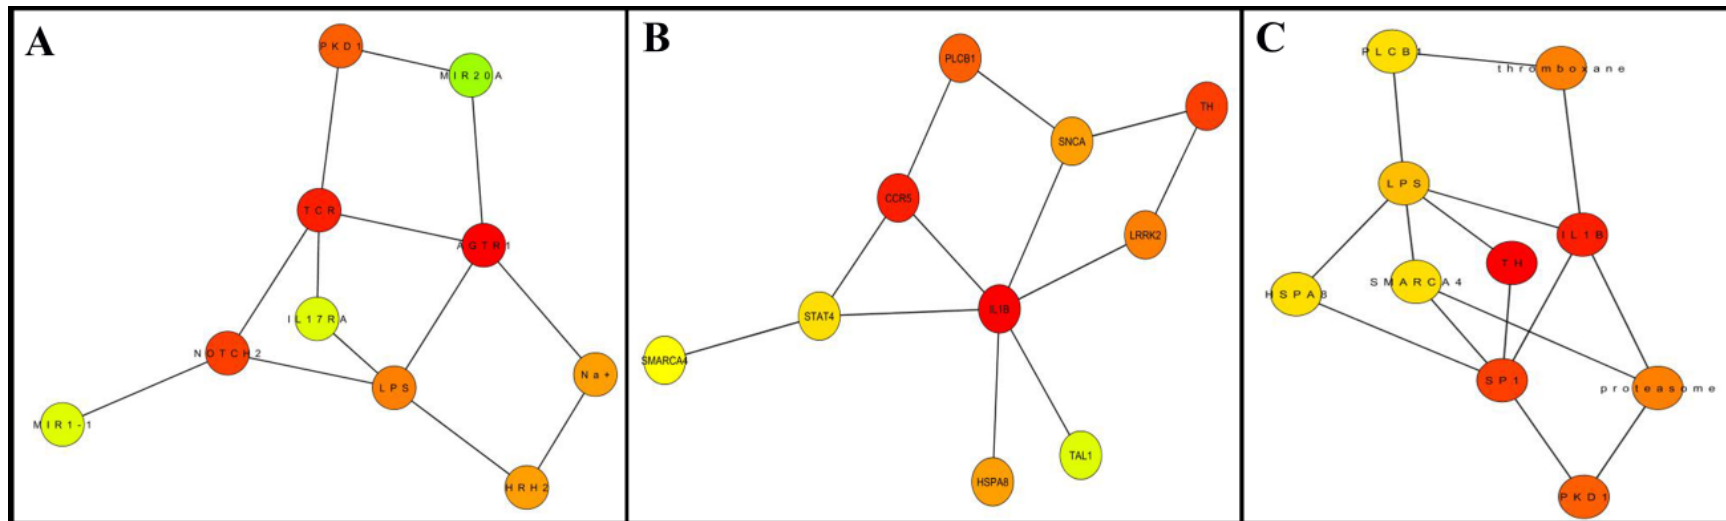 A
PKD1
MIR20A
TCR
AGTR1
IL17RA
NOTCH2
LPS
Na+
MIR1-1
HRH2
B
PLCB1
TH
SNCA
CCR5
LRRK2
IL1B
STAT4
SMARCA4
TAL1
HSPA8
C
PLCB1
thromboxane
LPS
IL1B
TH
SMARCA4
HSPA8
SP1
proteasome
PKD1